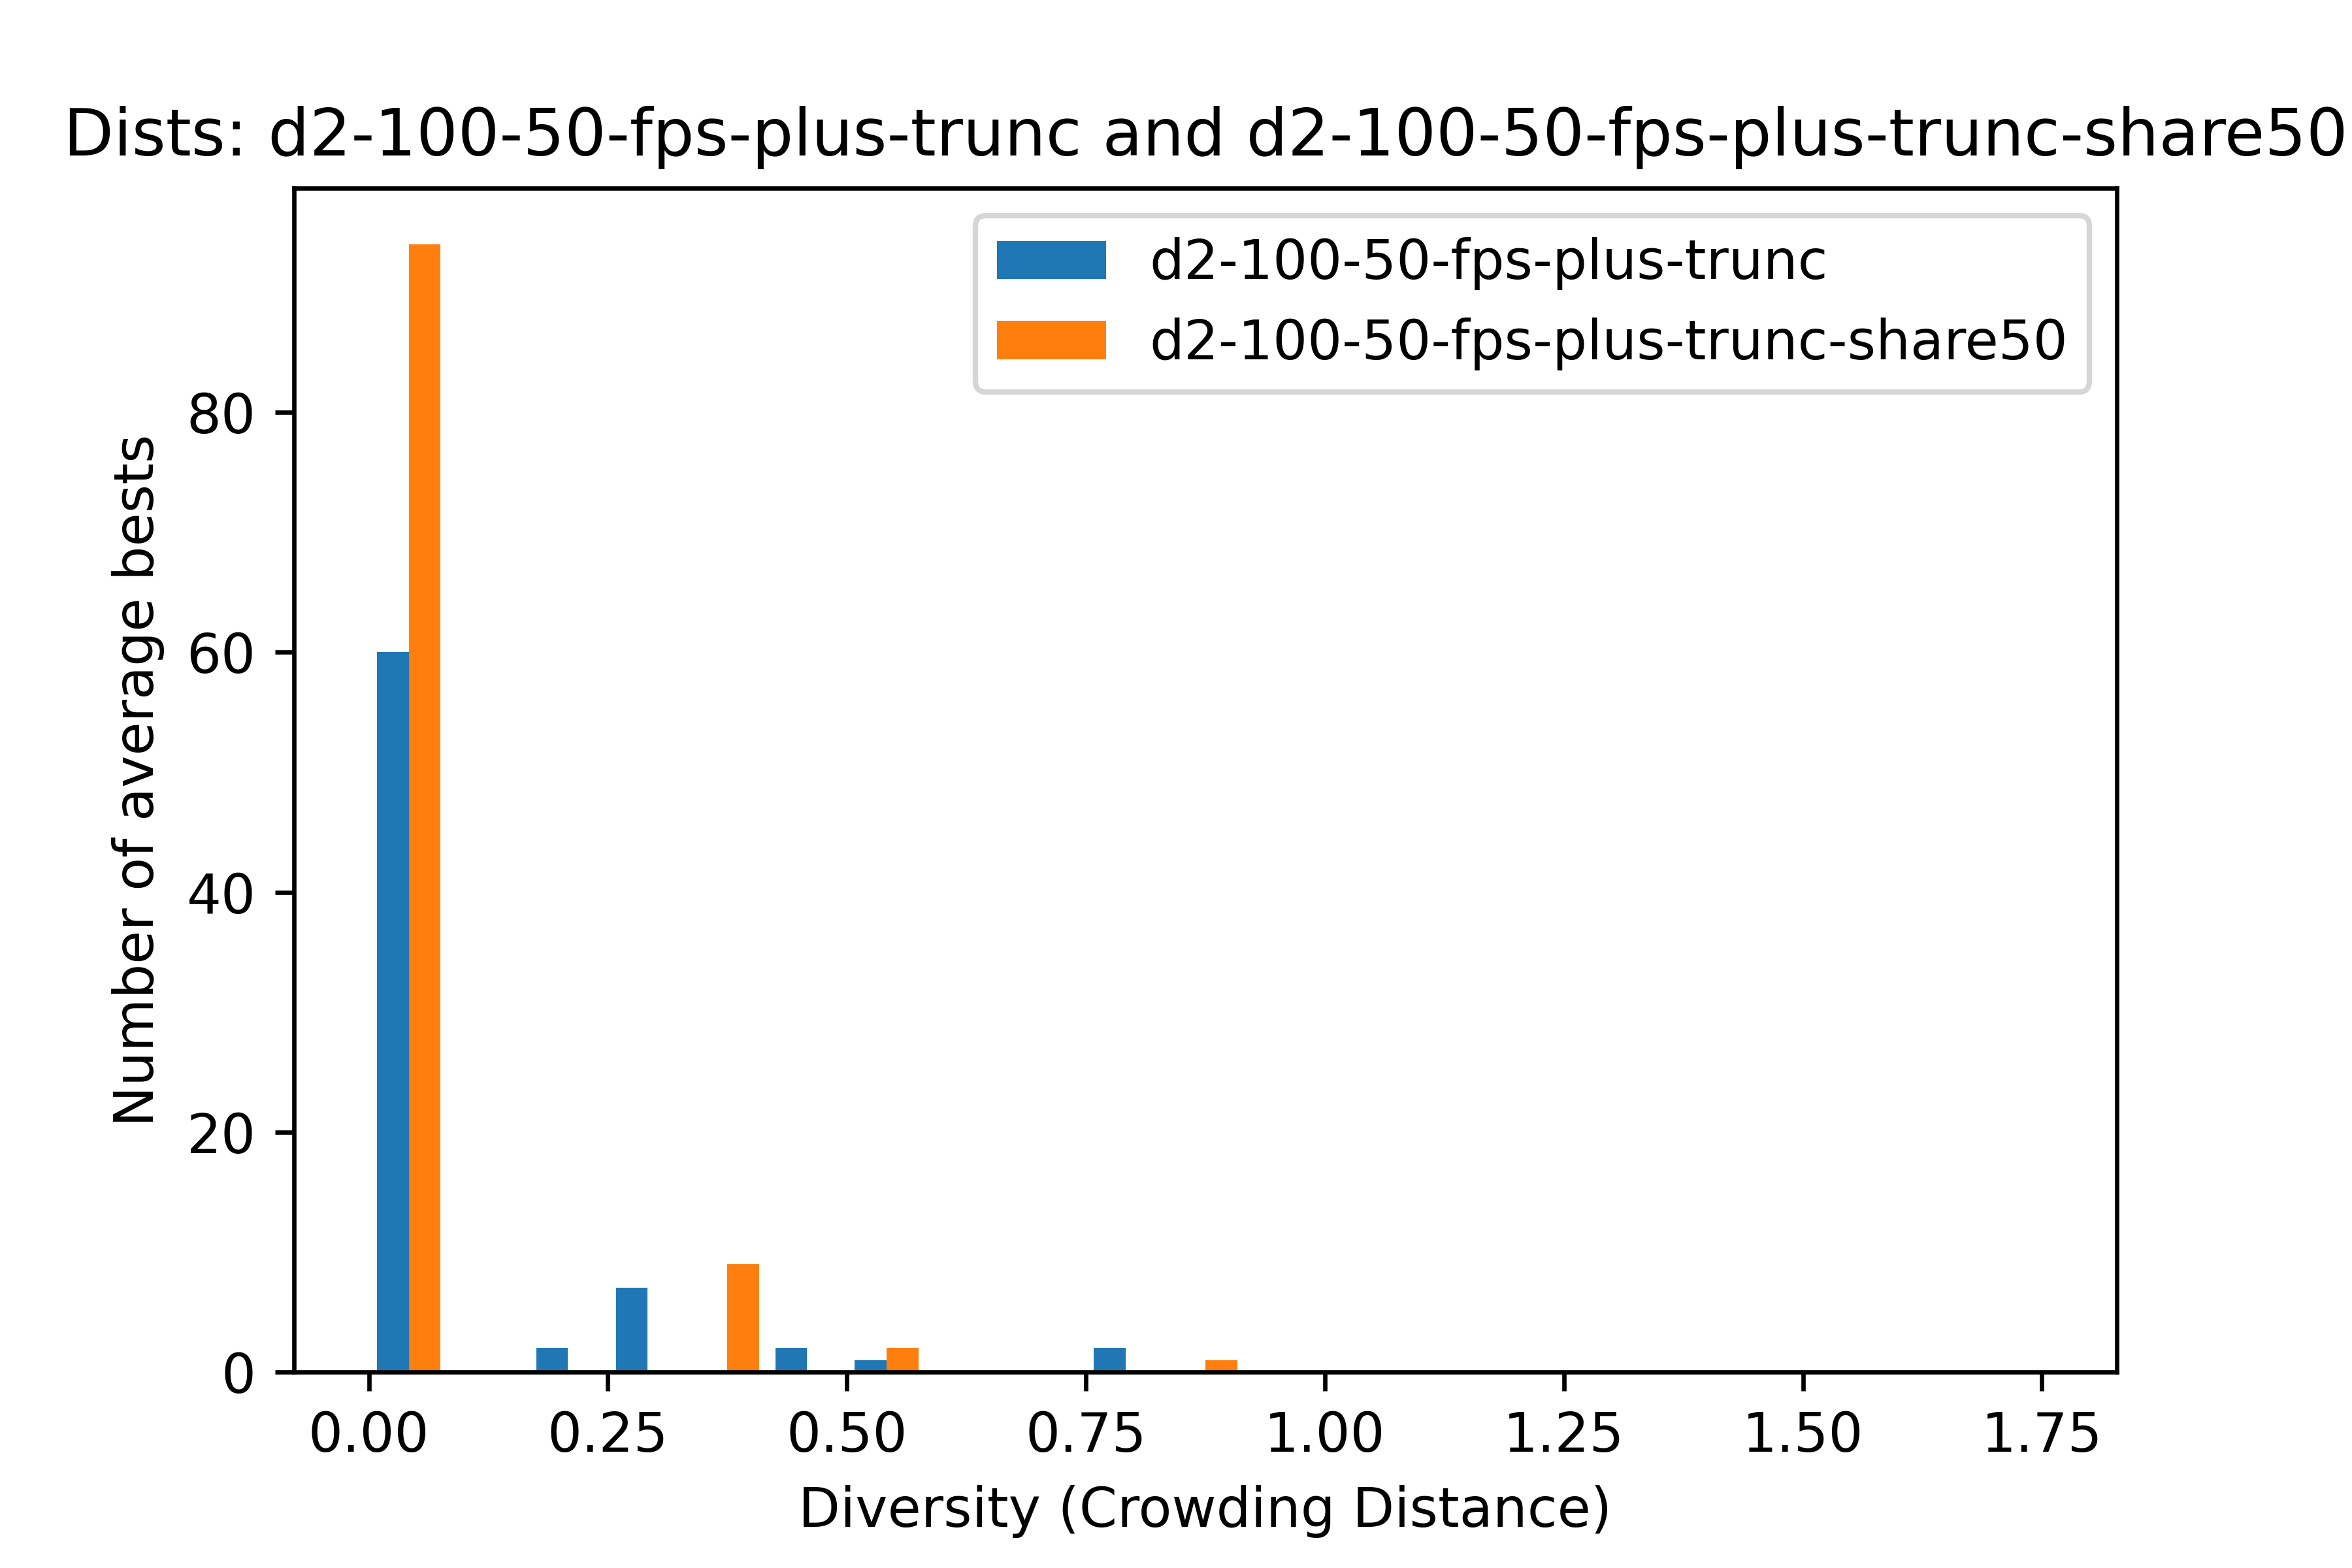 Dists: d2-100-50-fps-plus-trunc and d2-100-50-fps-plus-trunc-share50
d2-100-50-fps-plus-trunc
d2-100-50-fps-plus-trunc-share50
Number of average bests
80
60
40
20
0
0.00 0.25 0.50 0.75 1.00 1.25 1.50 1.75
Diversity (Crowding Distance)